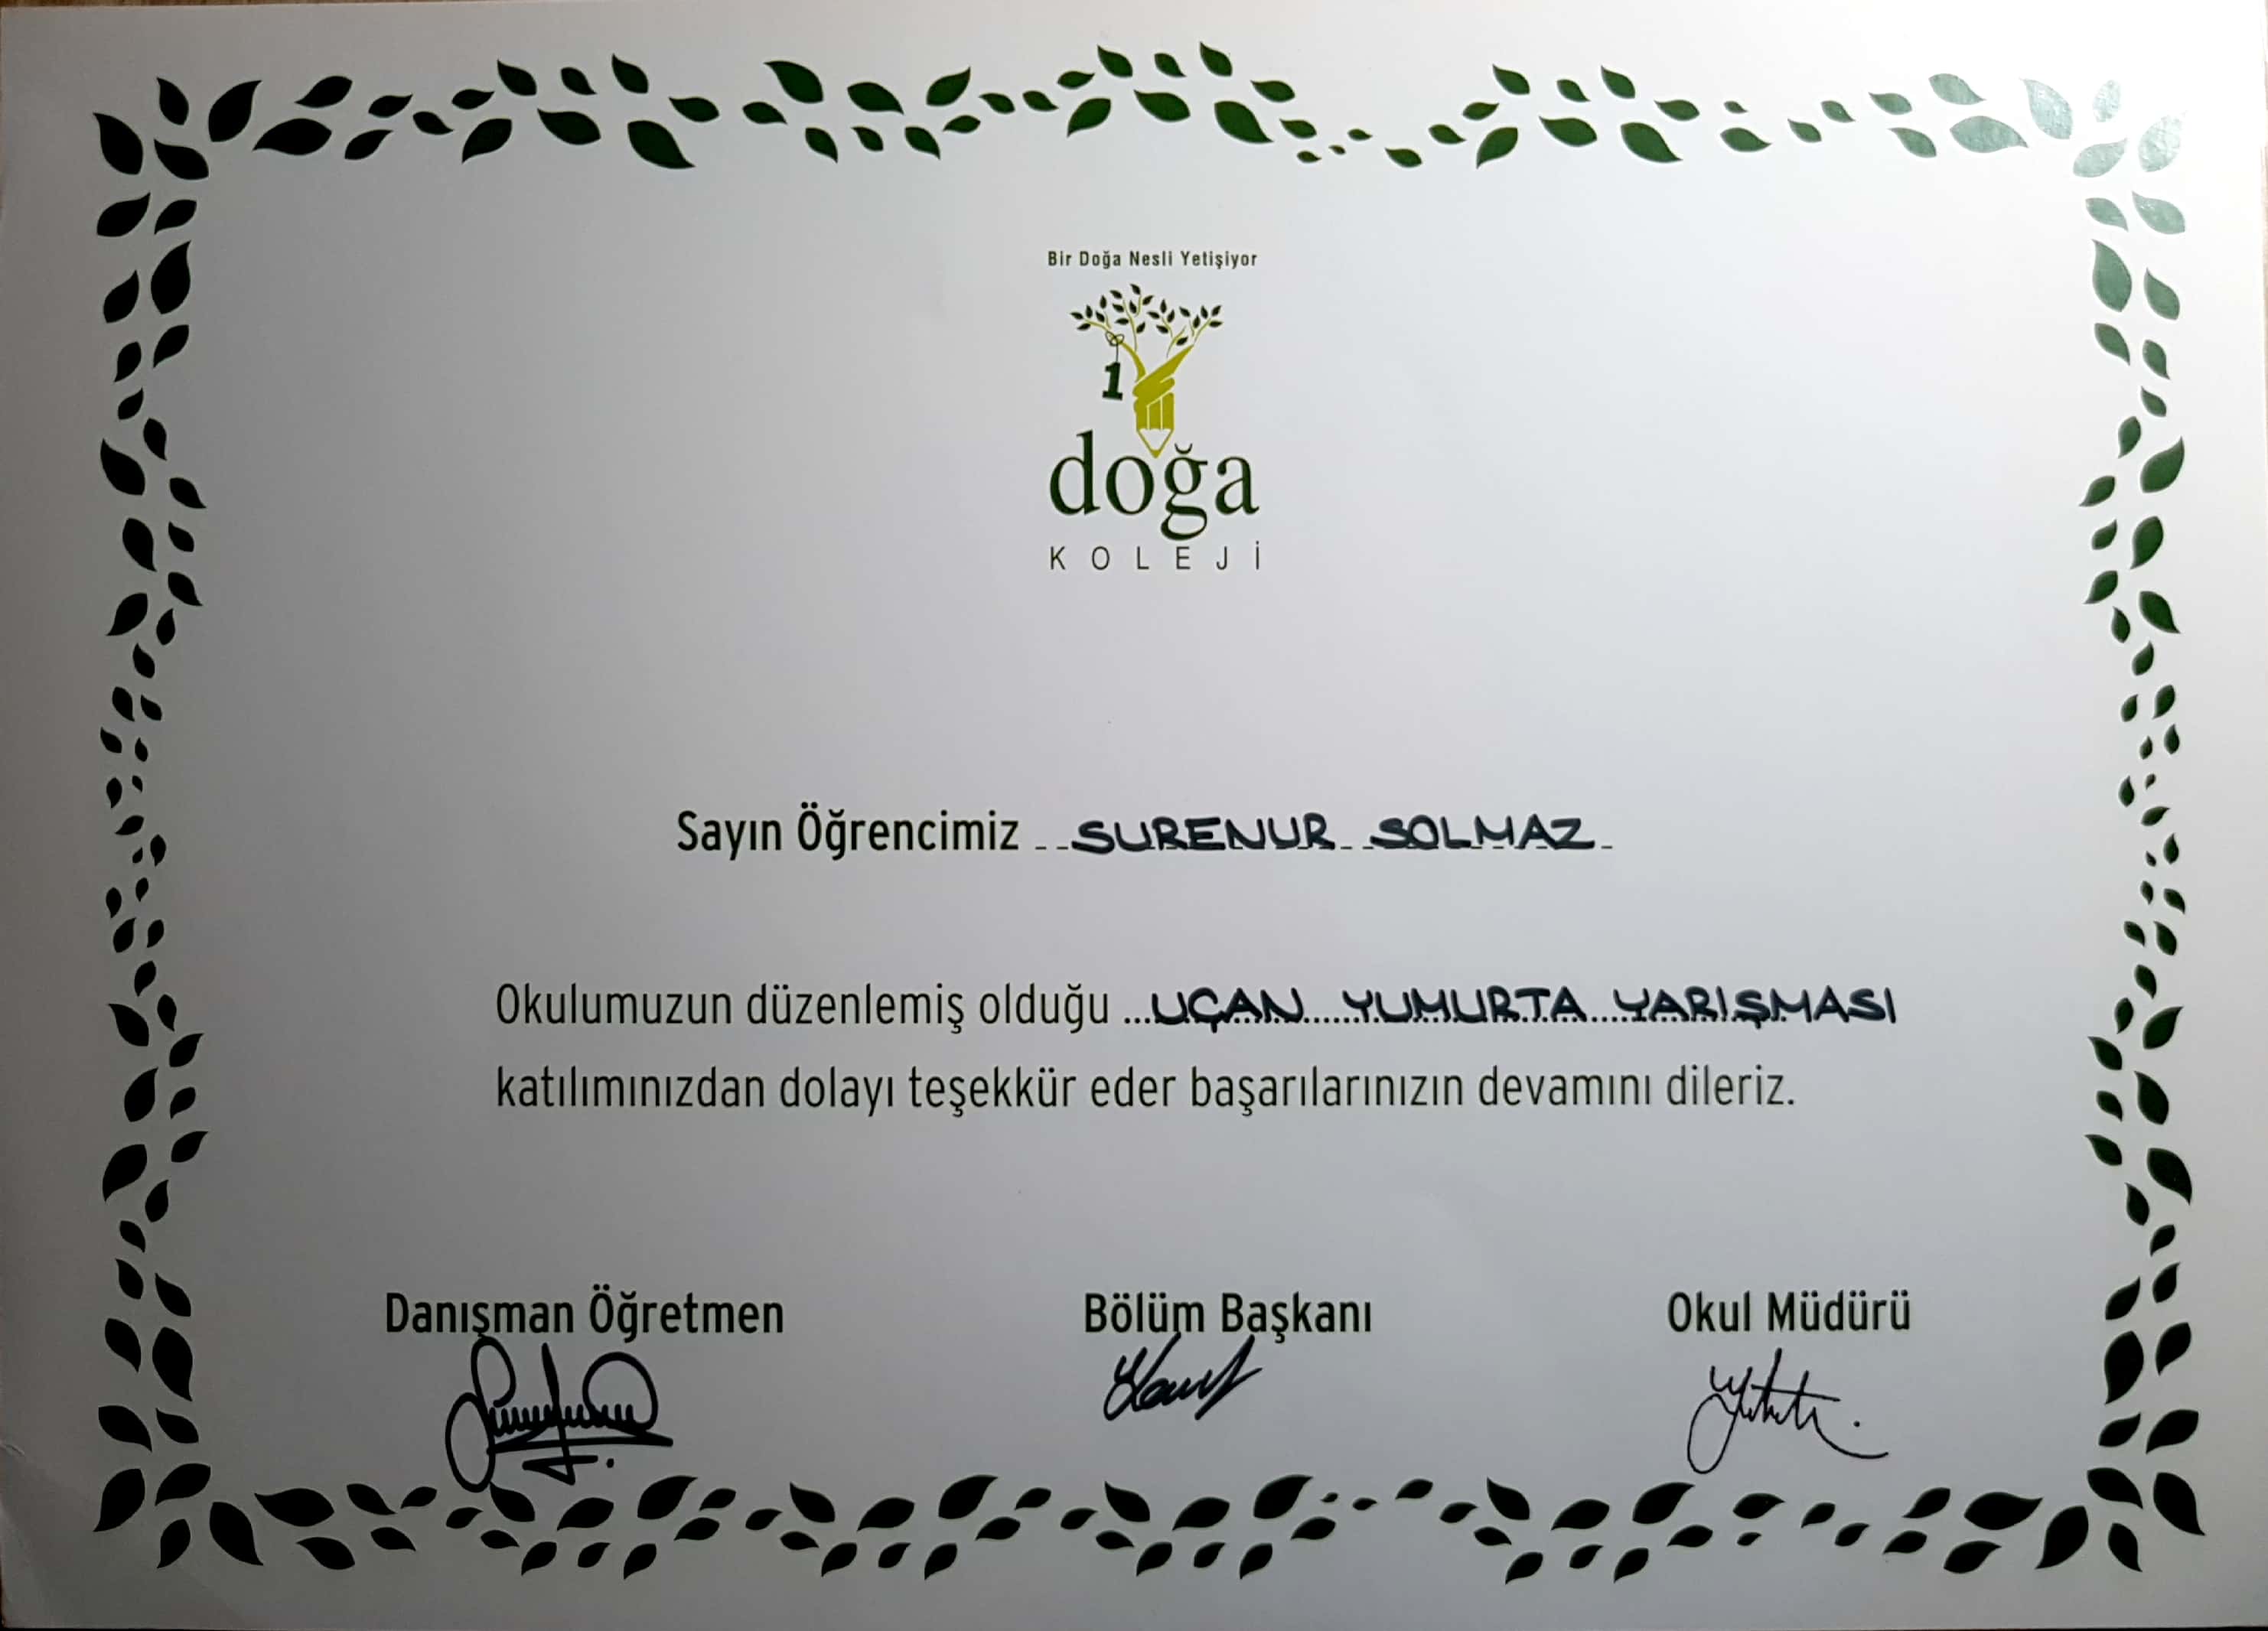 Bir Doğa Nesli Yetişiyor
1
doğa
KOLEJİ
Sayın Öğrencimiz SURENUR SOLMAZ
Okulumuzun düzenlemiş olduğu UÇAN YUMURTA YARIŞMASI
katılımınızdan dolayı teşekkür eder başarılarınızın devamını dileriz.
Danışman Öğretmen Bölüm Başkanı Okul Müdürü